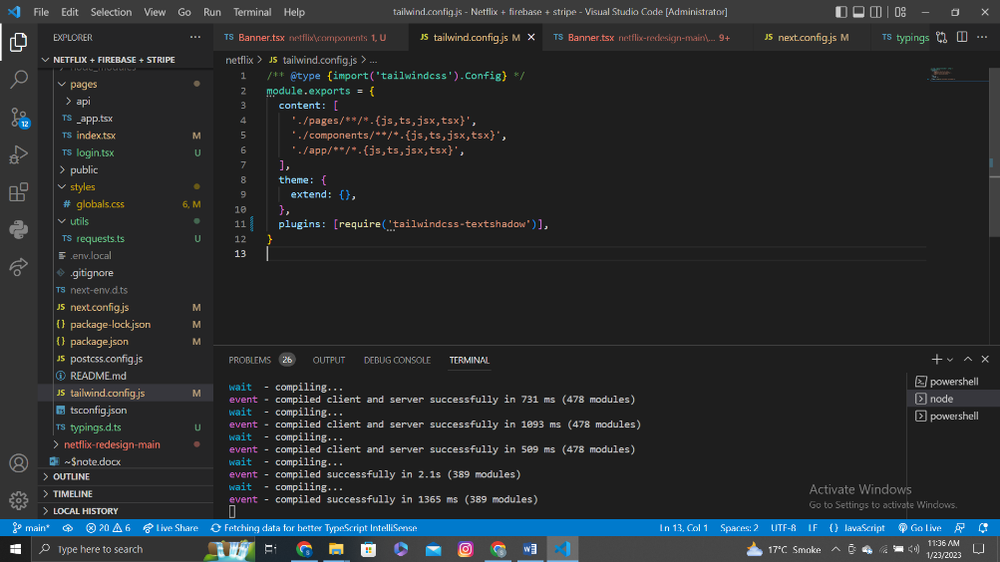 File Edit Selection View Go Run Terminal Help
tailwind.config.js - Netflix + firebase + stripe - Visual Studio Code [Administrator]
EXPLORER
Banner.tsx netflix\components 1, U
JS tailwind.config.js M
TS Banner.tsx netflix-redesign-main\... 9+
JS next.config.js M
TS typings
NETFLIX + FIREBASE + STRIPE
node_modules
pages
api
TS _app.tsx
TS index.tsx M
TS login.tsx U
public
styles
# globals.css 6, M
utils
TS requests.ts U
.env.local
.gitignore
TS next-env.d.ts
JS next.config.js M
{} package-lock.json M
{} package.json M
JS postcss.config.js
README.md
JS tailwind.config.js M
tsconfig.json
TS typings.d.ts U
netflix-redesign-main
~$note.docx
OUTLINE
TIMELINE
LOCAL HISTORY
12
netflix > JS tailwind.config.js > ...
1 /** @type {import('tailwindcss').Config} */
2 module.exports = {
3 content: [
4 './pages/**/*.{js,ts,jsx,tsx}',
5 './components/**/*.{js,ts,jsx,tsx}',
6 './app/**/*.{js,ts,jsx,tsx}',
7 ],
8 theme: {
9 extend: {},
10 },
11 plugins: [require('tailwindcss-textshadow')],
12 }
13
PROBLEMS 26 OUTPUT DEBUG CONSOLE TERMINAL
wait - compiling...
event - compiled client and server successfully in 731 ms (478 modules)
wait - compiling...
event - compiled client and server successfully in 1093 ms (478 modules)
wait - compiling...
event - compiled client and server successfully in 509 ms (478 modules)
wait - compiling...
event - compiled successfully in 2.1s (389 modules)
wait - compiling...
event - compiled successfully in 1365 ms (389 modules)
powershell
node
powershell
Activate Windows
Go to Settings to activate Windows.
main* 20 6 Live Share Fetching data for better TypeScript IntelliSense Ln 13, Col 1 Spaces: 2 UTF-8 LF {} JavaScript Go Live
Type here to search
17°C Smoke
11:36 AM
1/23/2023